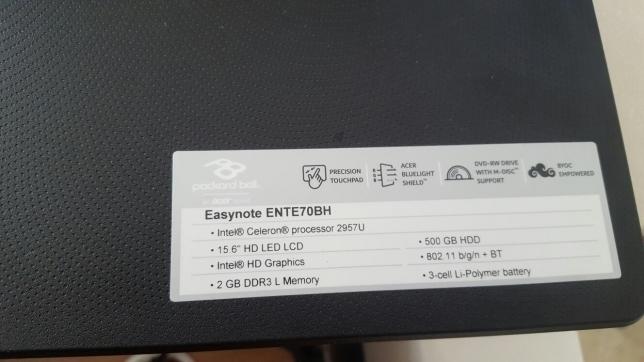 packard bell
PRECISION
TOUCHPAD
ACER
BLUELIGHT
SHIELD™
DVD-RW DRIVE
WITH M-DISC™
SUPPORT
BYOC
EMPOWERED
Easynote ENTE70BH
• Intel® Celeron® processor 2957U
• 15.6" HD LED LCD
• Intel® HD Graphics
• 2 GB DDR3 L Memory
• 500 GB HDD
• 802.11 b/g/n + BT
• 3-cell Li-Polymer battery